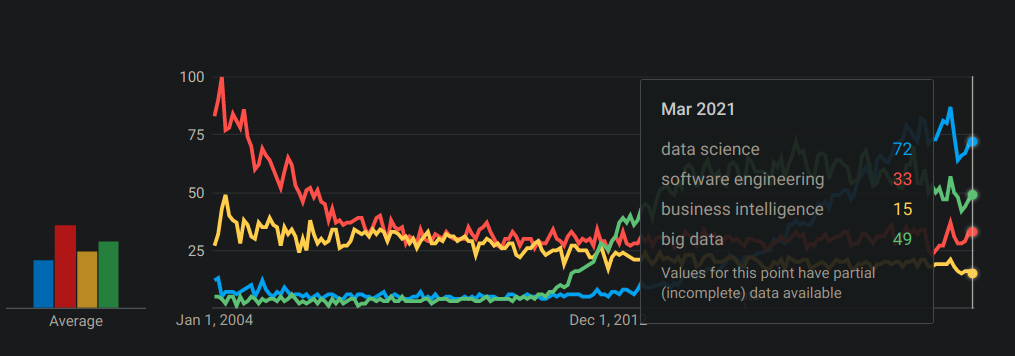 100
75
50
25
Average
Jan 1, 2004
Dec 1, 2012
Mar 2021
data science 72
software engineering 33
business intelligence 15
big data 49
Values for this point have partial
(incomplete) data available